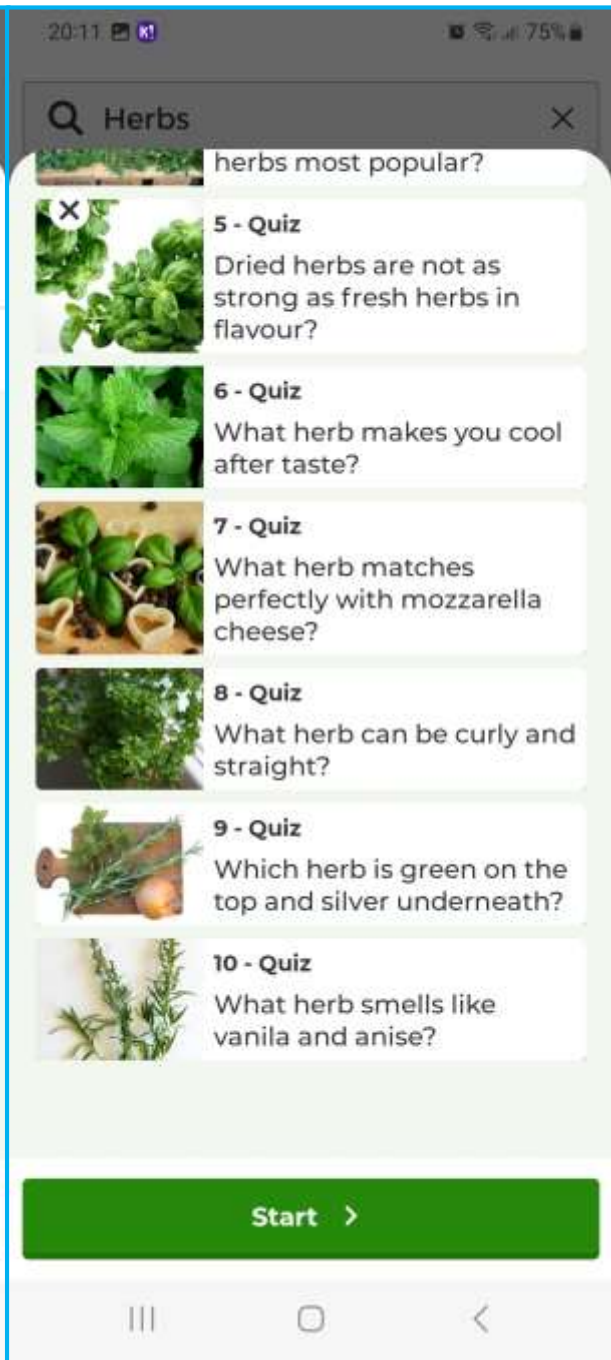 20:11 K!
75%
Herbs
herbs most popular?
5 - Quiz
Dried herbs are not as
strong as fresh herbs in
flavour?
6 - Quiz
What herb makes you cool
after taste?
7 - Quiz
What herb matches
perfectly with mozzarella
cheese?
8 - Quiz
What herb can be curly and
straight?
9 - Quiz
Which herb is green on the
top and silver underneath?
10 - Quiz
What herb smells like
vanila and anise?
Start